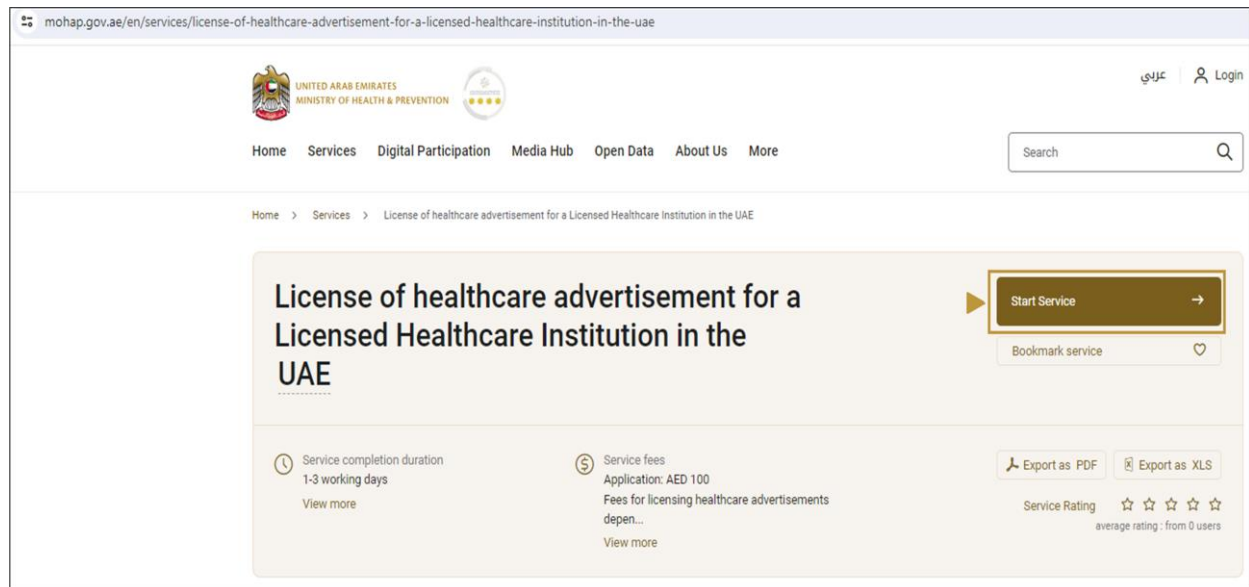 mohap.gov.ae/en/services/license-of-healthcare-advertisement-for-a-licensed-healthcare-institution-in-the-uae
UNITED ARAB EMIRATES
MINISTRY OF HEALTH & PREVENTION
عربي
Login
Home Services Digital Participation Media Hub Open Data About Us More
Search
Home > Services > License of healthcare advertisement for a Licensed Healthcare Institution in the UAE
License of healthcare advertisement for a
Licensed Healthcare Institution in the
UAE
Start Service
Bookmark service
Service completion duration
1-3 working days
View more
Service fees
Application: AED 100
Fees for licensing healthcare advertisements
depen...
View more
Export as PDF
Export as XLS
Service Rating
average rating : from 0 users